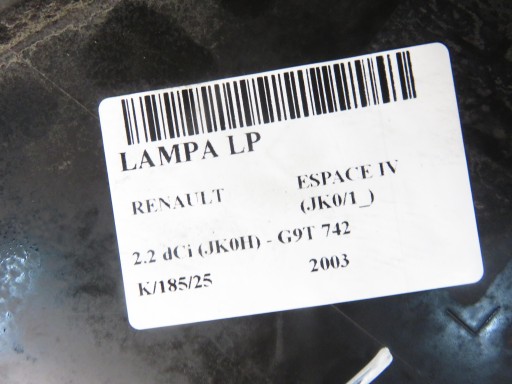 LAMPA LP
RENAULT ESPACE IV
(JK0/1_)
2.2 dCi (JK0H) - G9T 742
K/185/25 2003